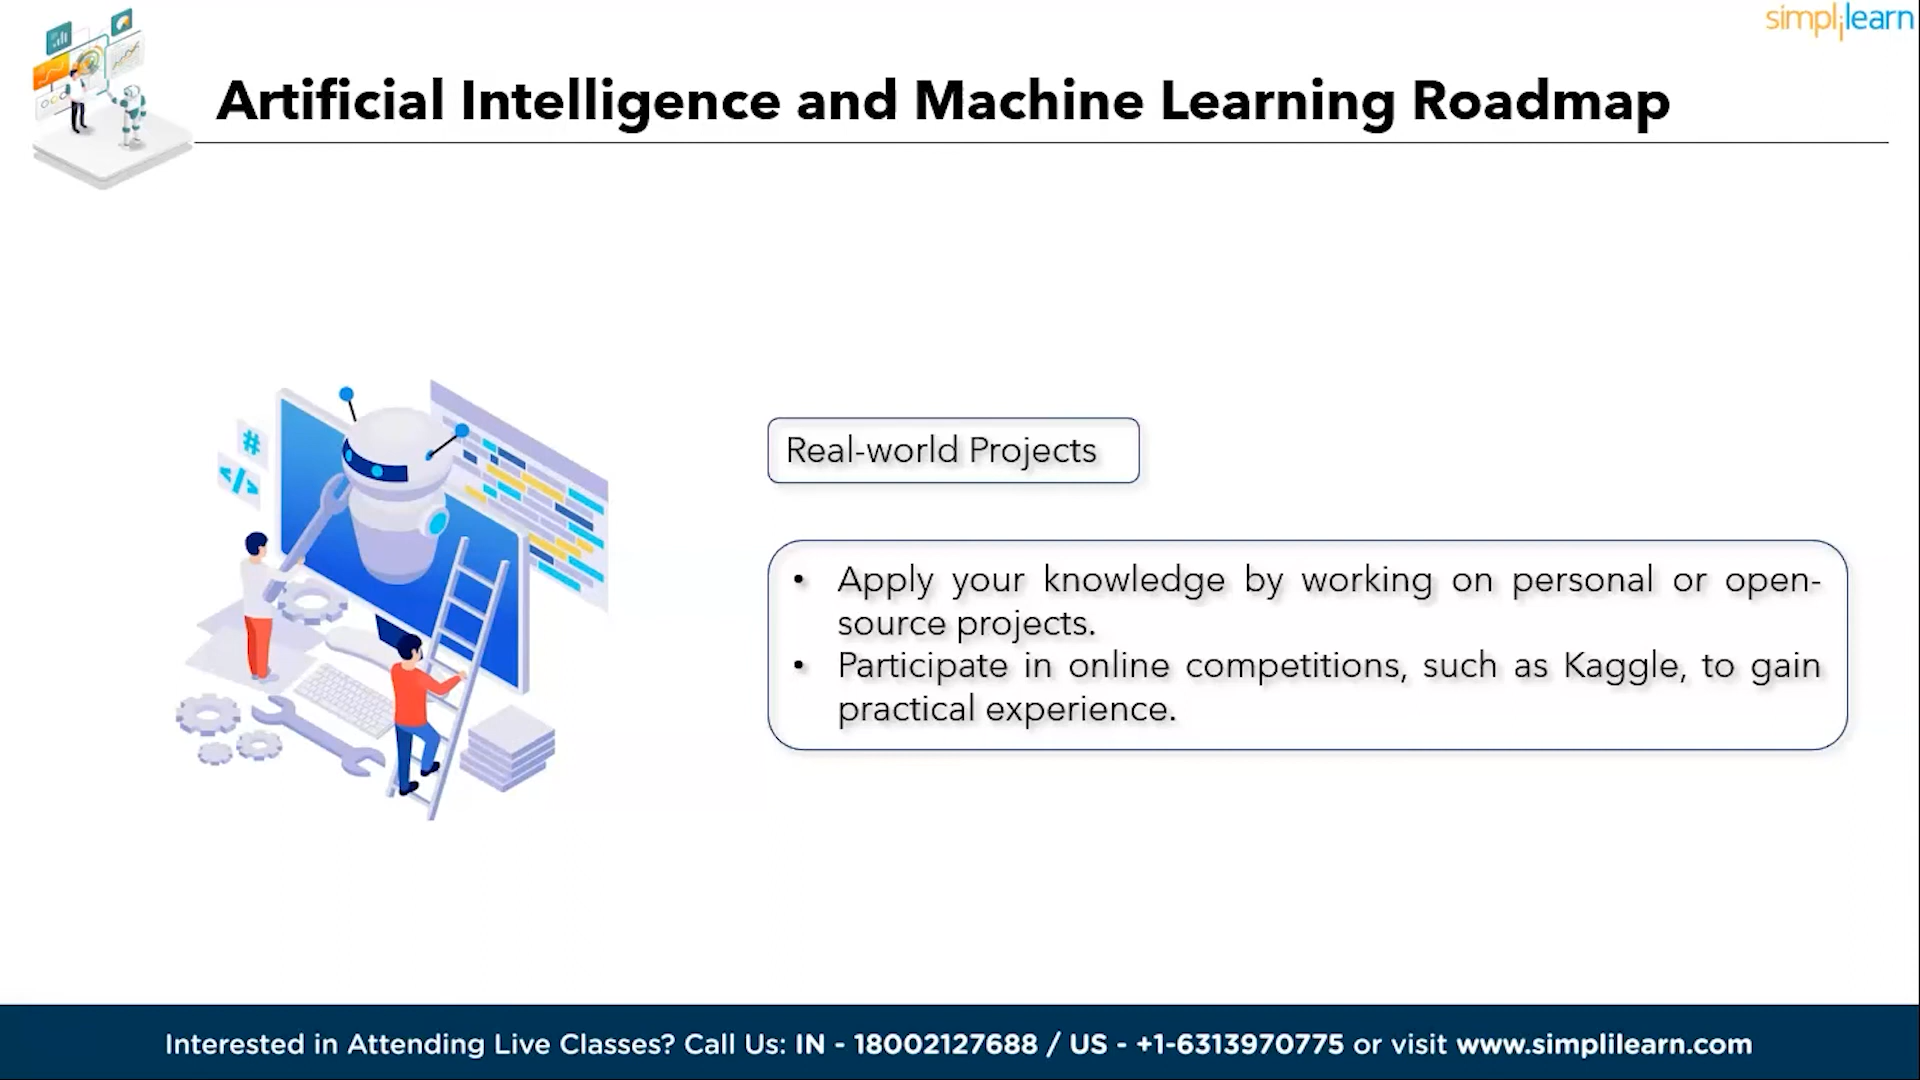 simplilearn
Artificial Intelligence and Machine Learning Roadmap
#
</>
Real-world Projects
• Apply your knowledge by working on personal or open-
source projects.
• Participate in online competitions, such as Kaggle, to gain
practical experience.
Interested in Attending Live Classes? Call Us: IN - 18002127688 / US - +1-6313970775 or visit www.simplilearn.com